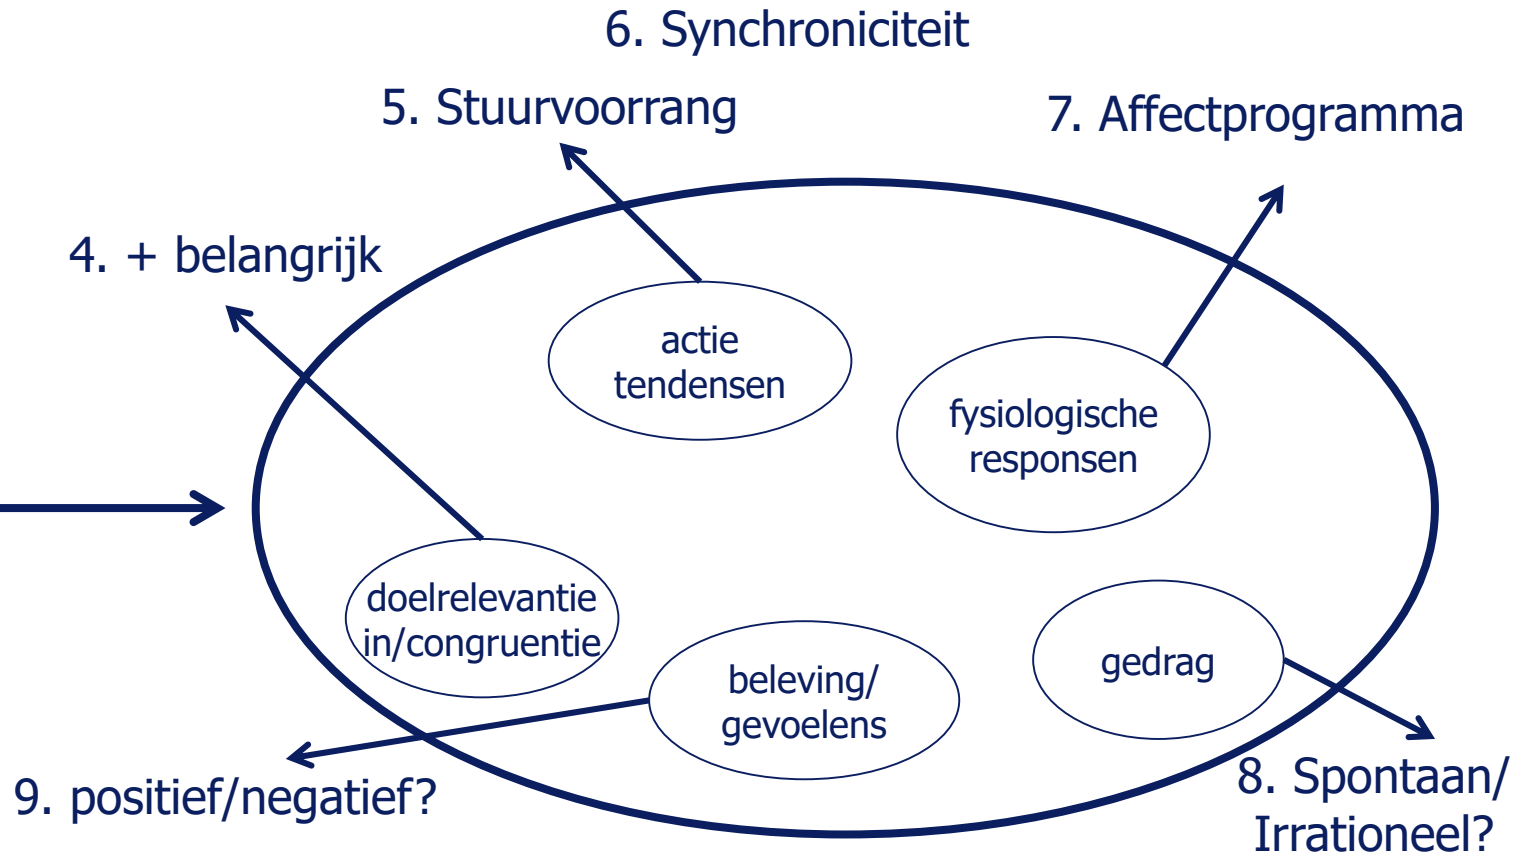 6. Synchroniciteit
5. Stuurvoorrang
7. Affectprogramma
4. + belangrijk
actie
tendensen
fysiologische
responsen
doelrelevantie
in/congruentie
beleving/
gevoelens
gedrag
9. positief/negatief?
8. Spontaan/
Irrationeel?